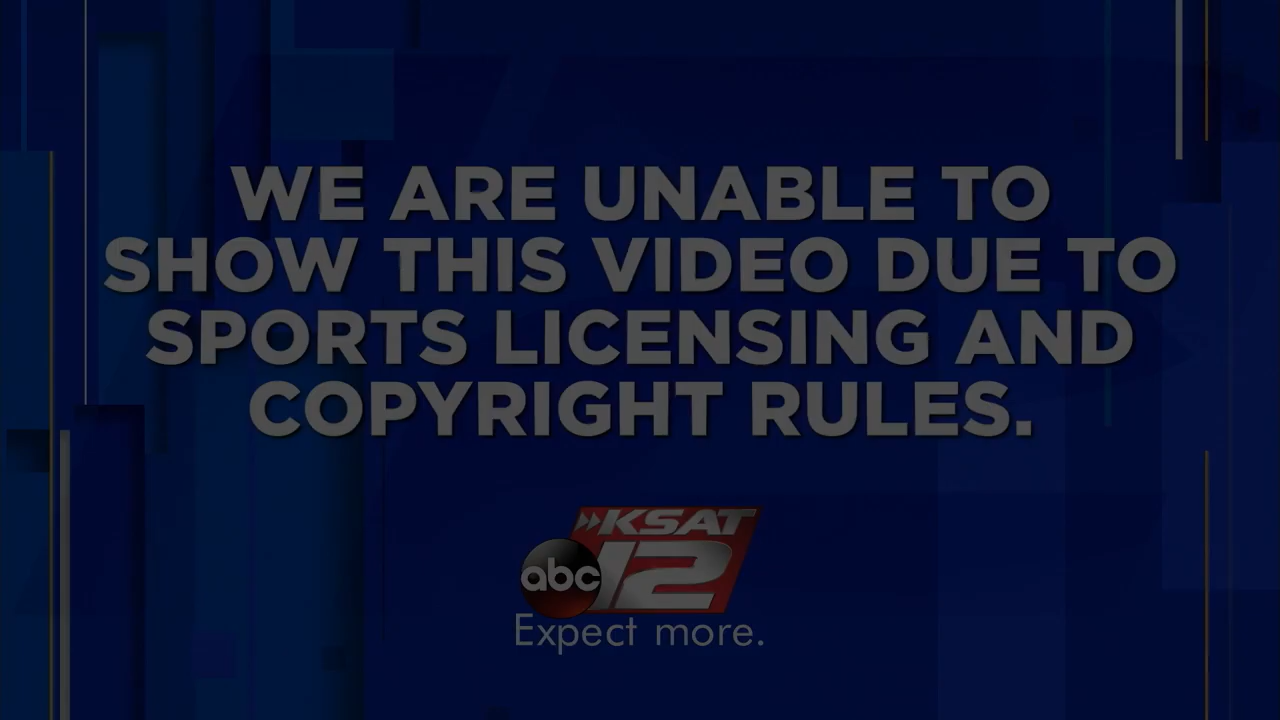 WE ARE UNABLE TO
SHOW THIS VIDEO DUE TO
SPORTS LICENSING AND
COPYRIGHT RULES.
KSAT
abc 12
Expect more.